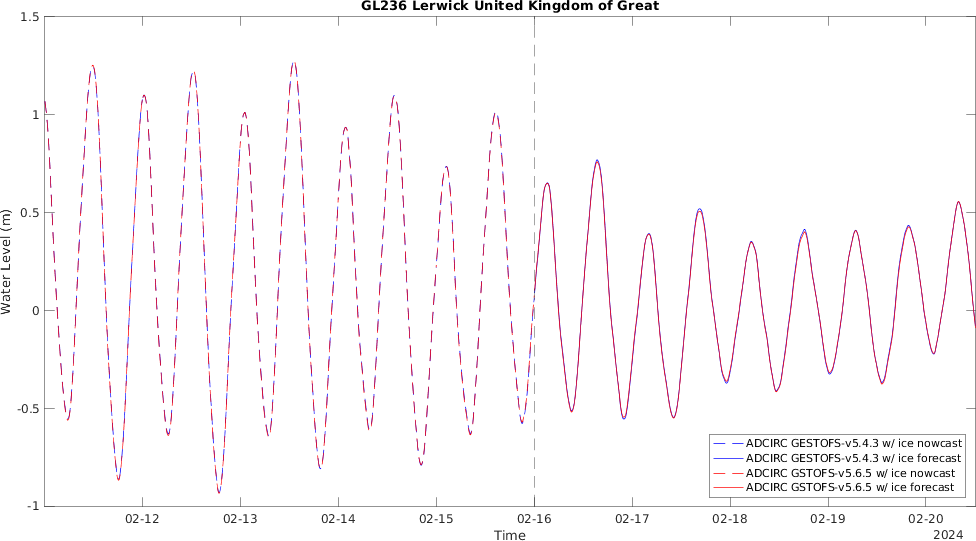 GL236 Lerwick United Kingdom of Great
1.5
1
0.5
0
-0.5
-1
Water Level (m)
02-12 02-13 02-14 02-15 02-16 02-17 02-18 02-19 02-20
Time
2024
ADCIRC GESTOFS-v5.4.3 w/ ice nowcast
ADCIRC GESTOFS-v5.4.3 w/ ice forecast
ADCIRC GSTOFS-v5.6.5 w/ ice nowcast
ADCIRC GSTOFS-v5.6.5 w/ ice forecast